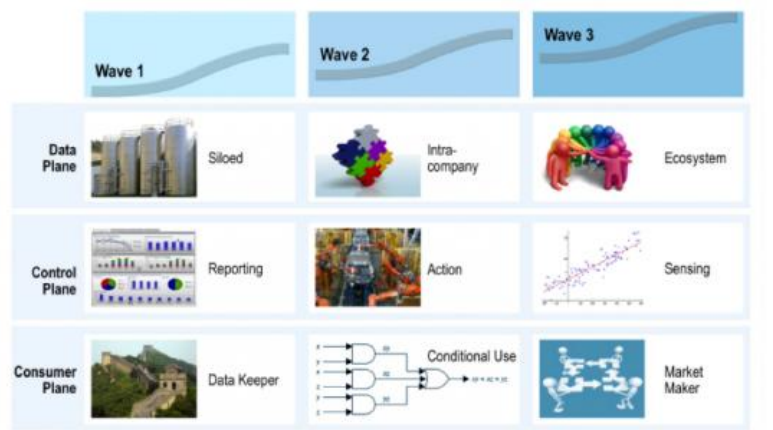 Wave 1
Wave 2
Wave 3
Data
Plane
Siloed
Intra-
company
Ecosystem
Control
Plane
Reporting
Action
Sensing
Consumer
Plane
Data Keeper
x
y
x
z
y
z
Conditional Use
Market
Maker